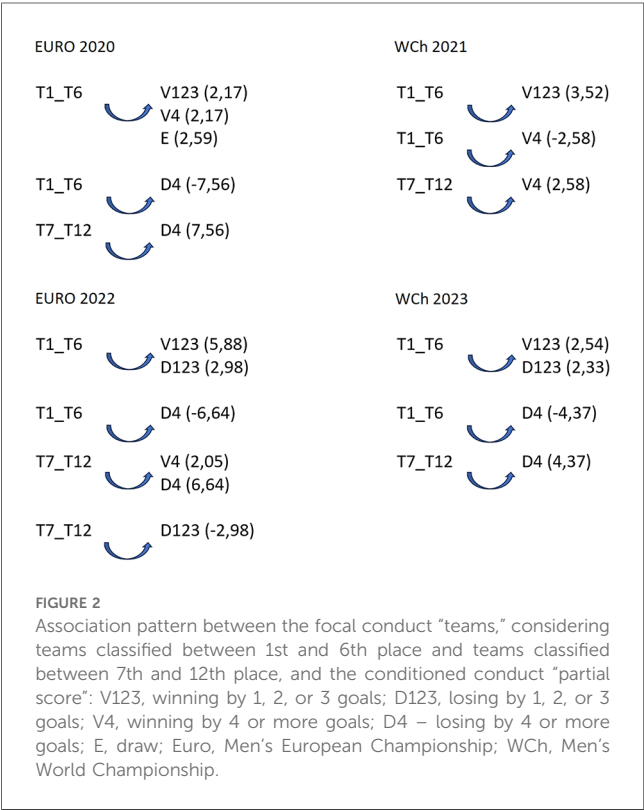 EURO 2020
T1_T6 V123 (2,17)
V4 (2,17)
E (2,59)
T1_T6 D4 (-7,56)
T7_T12 D4 (7,56)
WCh 2021
T1_T6 V123 (3,52)
T1_T6 V4 (-2,58)
T7_T12 V4 (2,58)
EURO 2022
T1_T6 V123 (5,88)
D123 (2,98)
T1_T6 D4 (-6,64)
T7_T12 V4 (2,05)
D4 (6,64)
T7_T12 D123 (-2,98)
WCh 2023
T1_T6 V123 (2,54)
D123 (2,33)
T1_T6 D4 (-4,37)
T7_T12 D4 (4,37)
FIGURE 2
Association pattern between the focal conduct “teams,” considering
teams classified between 1st and 6th place and teams classified
between 7th and 12th place, and the conditioned conduct “partial
score”: V123, winning by 1, 2, or 3 goals; D123, losing by 1, 2, or 3
goals; V4, winning by 4 or more goals; D4 – losing by 4 or more
goals; E, draw; Euro, Men’s European Championship; WCh, Men’s
World Championship.